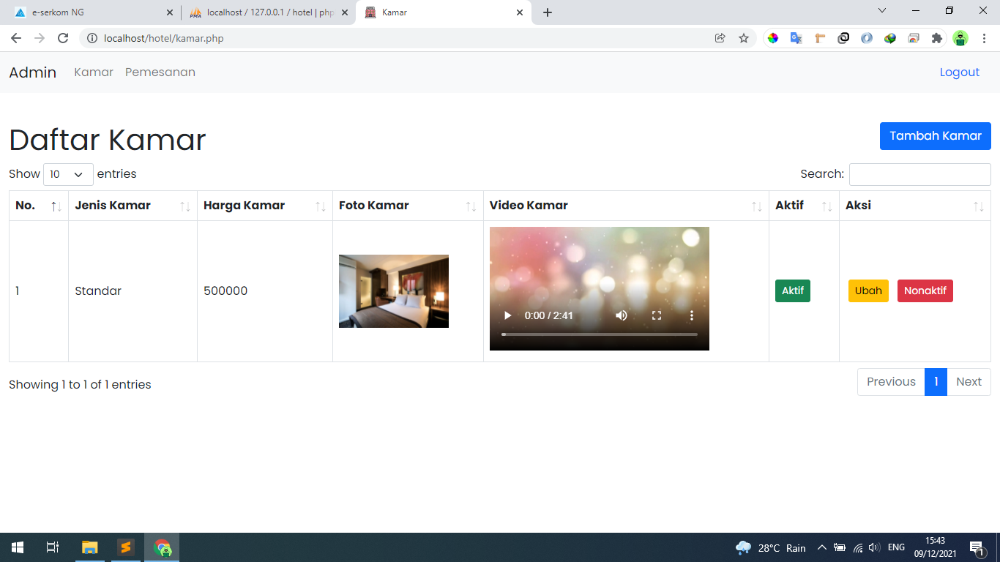 e-serkom NG
localhost / 127.0.0.1 / hotel | php
Kamar
localhost/hotel/kamar.php
Admin Kamar Pemesanan Logout
Daftar Kamar
Tambah Kamar
Show 10 entries
Search:
No. Jenis Kamar Harga Kamar Foto Kamar Video Kamar Aktif Aksi
1 Standar 500000 Aktif Ubah Nonaktif
0:00 / 2:41
Showing 1 to 1 of 1 entries
Previous 1 Next
28°C Rain
ENG
15:43
09/12/2021
1